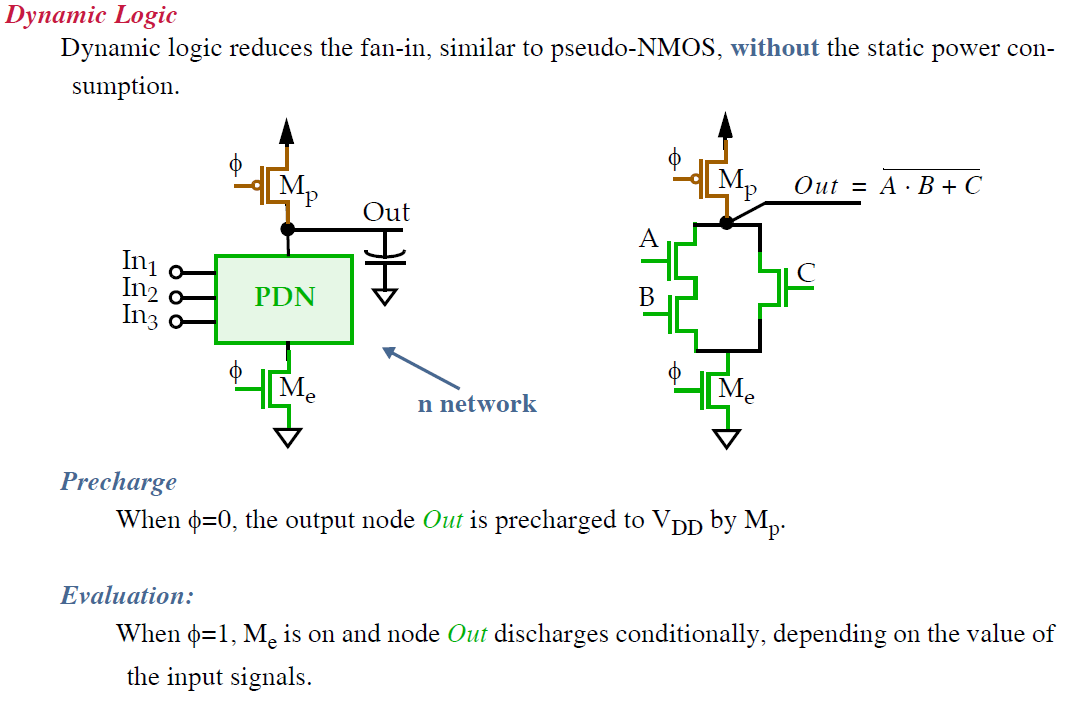 Dynamic Logic
Dynamic logic reduces the fan-in, similar to pseudo-NMOS, without the static power con-
sumption.
ϕ
Mp
Out
In1
In2
In3
PDN
ϕ
Me
n network
ϕ
Mp
Out = \overline{A · B + C}
A
B
C
ϕ
Me
Precharge
When ϕ=0, the output node Out is precharged to VDD by Mp.
Evaluation:
When ϕ=1, Me is on and node Out discharges conditionally, depending on the value of
the input signals.